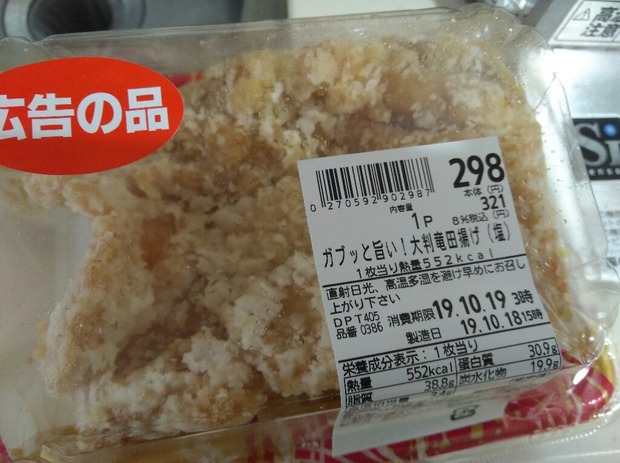 広告の品
高温
注意
Si
298
本体(円)
321
8%税込(円)
0270592902987
内容量
1P
ガブッと旨い!大判竜田揚げ(塩)
1枚当り熱量552kcal
直射日光、高温多湿を避け早めにお召し
上がり下さい
DPT405
品番 0386
消費期限 19.10.19 3時
製造日 19.10.18 15時
栄養成分表示:1枚当り
熱量 552kcal 蛋白質 30.9g
脂質 38.8g 炭水化物 19.9g